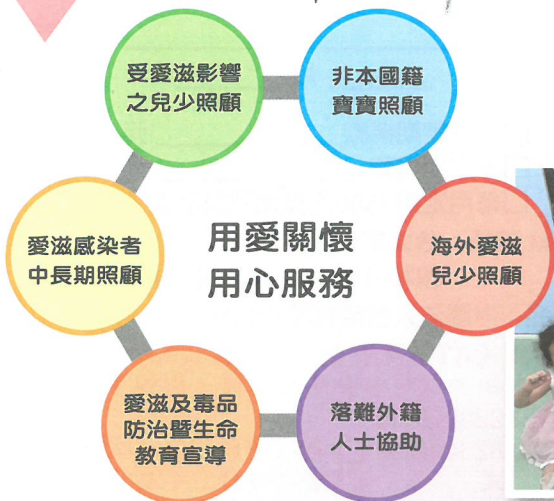 受愛滋影響
之兒少照顧
非本國籍
寶寶照顧
愛滋感染者
中長期照顧
用愛關懷
用心服務
海外愛滋
兒少照顧
愛滋及毒品
防治暨生命
教育宣導
落難外籍
人士協助